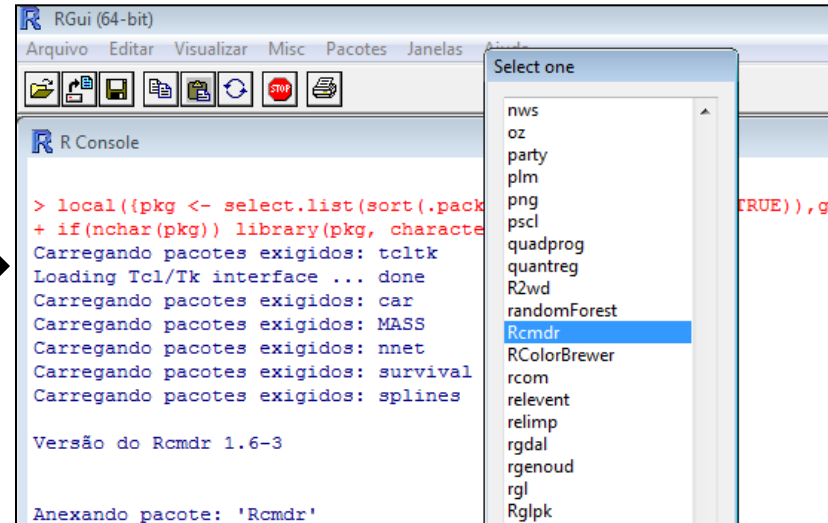 RGui (64-bit)
Arquivo Editar Visualizar Misc Pacotes Janelas
STOP
R Console
> local({pkg <- select.list(sort(.pack
TRUE)),g
+ if(nchar(pkg)) library(pkg, characte
Carregando pacotes exigidos: tcltk
Loading Tcl/Tk interface ... done
Carregando pacotes exigidos: car
Carregando pacotes exigidos: MASS
Carregando pacotes exigidos: nnet
Carregando pacotes exigidos: survival
Carregando pacotes exigidos: splines
Versão do Rcmdr 1.6-3
Anexando pacote: 'Rcmdr'
Select one
nws
oz
party
plm
png
pscl
quadprog
quantreg
R2wd
randomForest
Rcmdr
RColorBrewer
rcom
relevent
relimp
rgdal
rgenoud
rgl
Rglpk